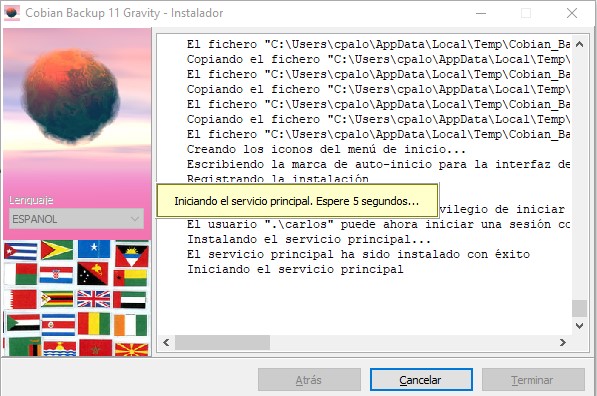 Cobian Backup 11 Gravity - Instalador
El fichero "C:\Users\cpalo\AppData\Local\Temp\Cobian_Ba
Copiando el fichero "C:\Users\cpalo\AppData\Local\Temp\
El fichero "C:\Users\cpalo\AppData\Local\Temp\Cobian_Ba
Copiando el fichero "C:\Users\cpalo\AppData\Local\Temp\
El fichero "C:\Users\cpalo\AppData\Local\Temp\Cobian_Ba
Copiando el fichero "C:\Users\cpalo\AppData\Local\Temp\
El fichero "C:\Users\cpalo\AppData\Local\Temp\Cobian_Ba
Creando los iconos del menú de inicio...
Escribiendo la marca de auto-inicio para la interfaz de
Registrando la instalación
Lenguaje
ESPANOL
Iniciando el servicio principal. Espere 5 segundos...
vilegio de iniciar
El usuario ".\carlos" puede ahora iniciar una sesión co
Instalando el servicio principal...
El servicio principal ha sido instalado con éxito
Iniciando el servicio principal
Atrás
Cancelar
Terminar